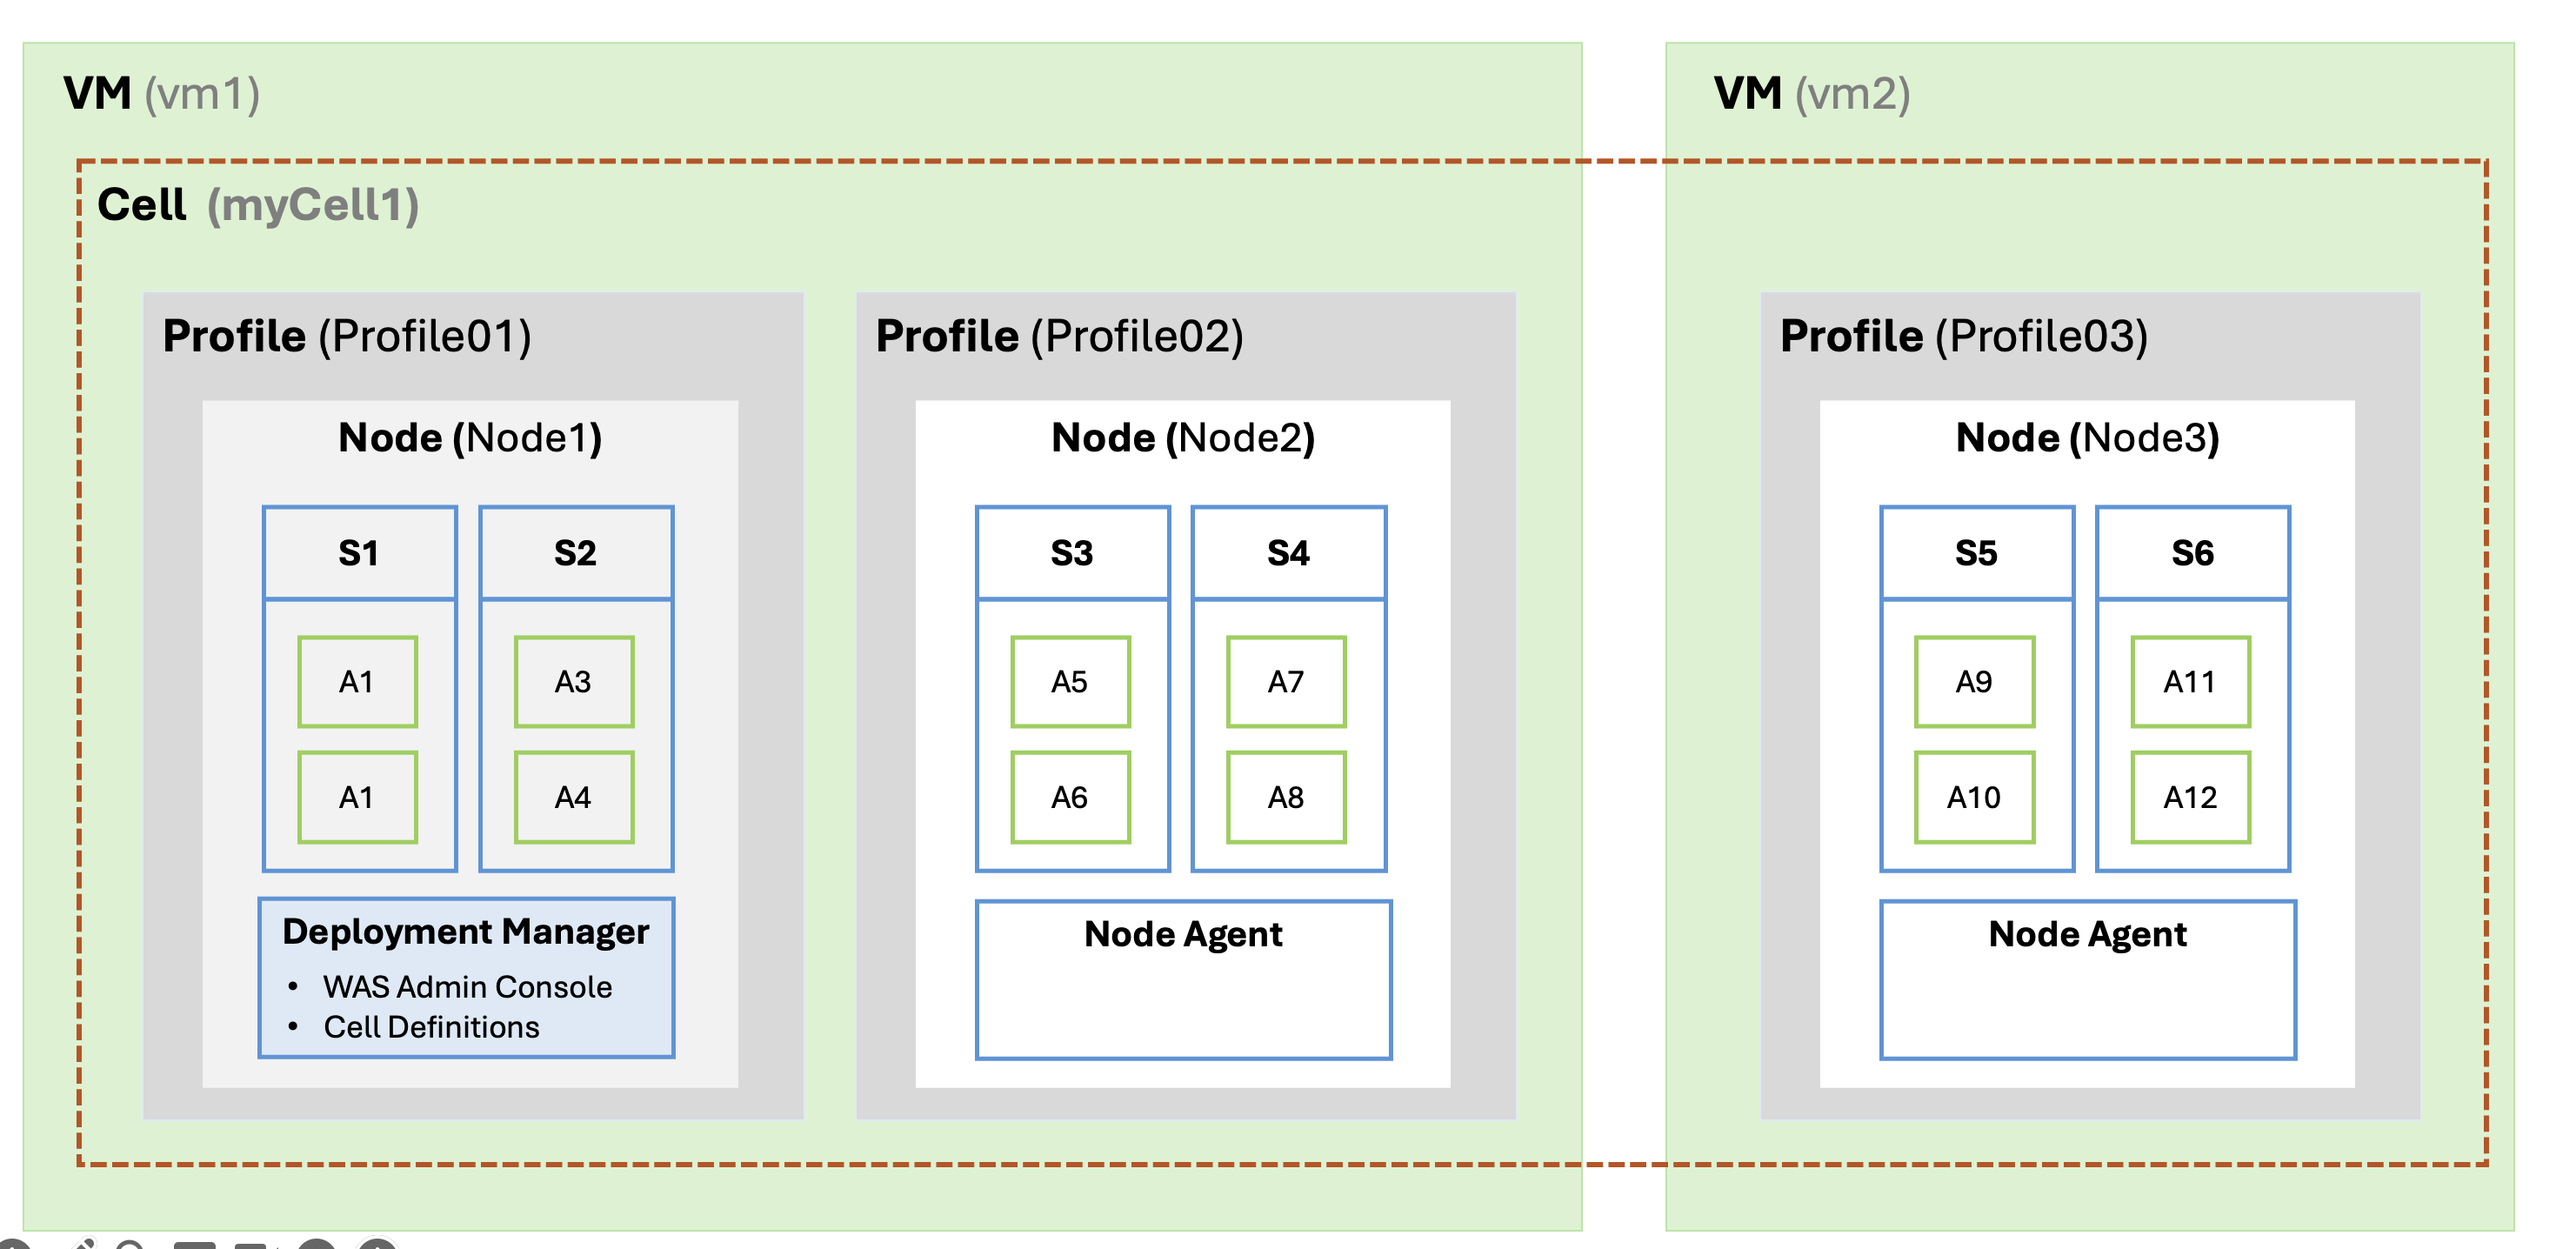 VM (vm1)
VM (vm2)
Cell (myCell1)
Profile (Profile01)
Node (Node1)
S1
S2
A1
A3
A1
A4
Deployment Manager
• WAS Admin Console
• Cell Definitions
Profile (Profile02)
Node (Node2)
S3
S4
A5
A7
A6
A8
Node Agent
Profile (Profile03)
Node (Node3)
S5
S6
A9
A11
A10
A12
Node Agent